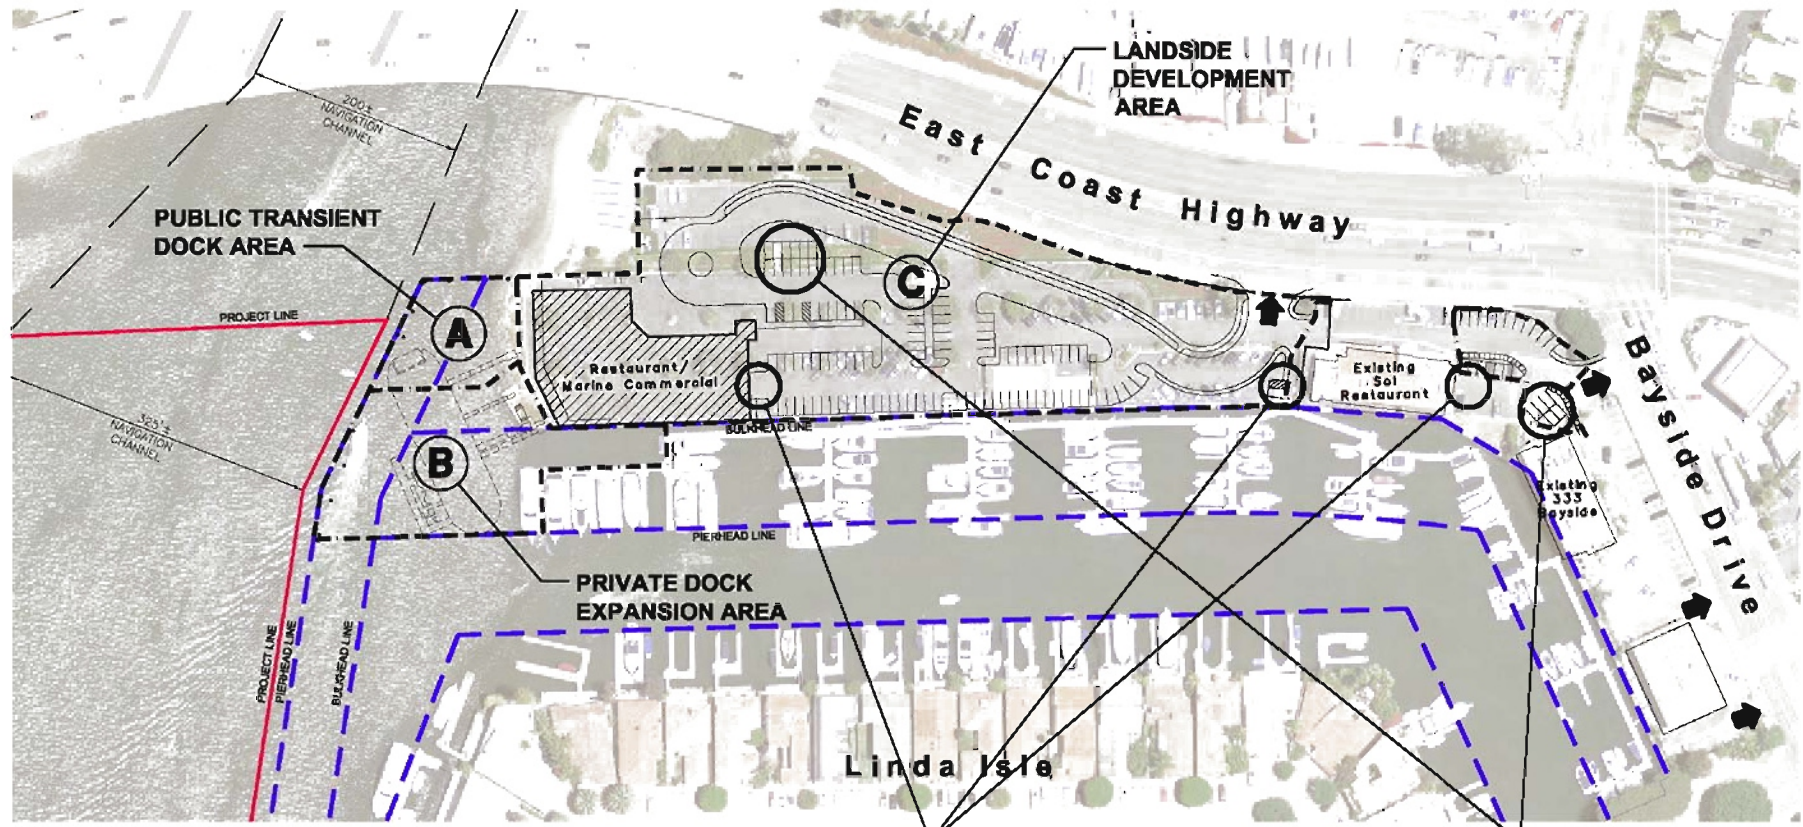 LANDSIDE
DEVELOPMENT
AREA
East Coast Highway
200±
NAVIGATION
CHANNEL
PUBLIC TRANSIENT
DOCK AREA
PROJECT LINE
A
C
Restaurant/
Marine Commercial
Existing
Sol
Restaurant
Bayside Drive
325'±
NAVIGATION
CHANNEL
BULKHEAD LINE
B
Existing
333
Bayside
PIERHEAD LINE
PRIVATE DOCK
EXPANSION AREA
PROJECT LINE
PIERHEAD LINE
BULKHEAD LINE
Linda Isle